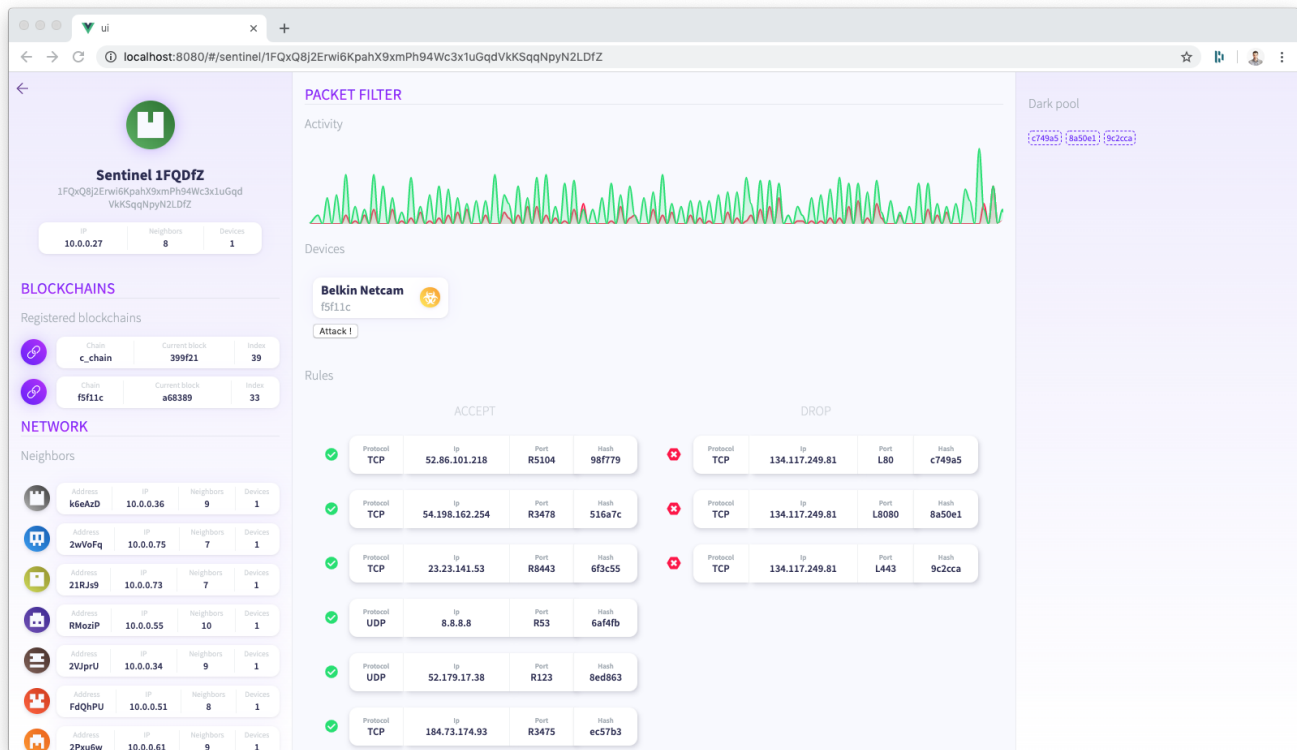 ui
localhost:8080/#/sentinel/1FQxQ8j2Erwi6KpahX9xmPh94Wc3x1uGqdVkKSqqNpyN2LDfZ
Sentinel 1FQDfZ
1FQxQ8j2Erwi6KpahX9xmPh94Wc3x1uGqd
VkKSqqNpyN2LDfZ
IP Neighbors Devices
10.0.0.27 8 1
BLOCKCHAINS
Registered blockchains
Chain Current block Index
c_chain 399f21 39
Chain Current block Index
f5f11c a68389 33
NETWORK
Neighbors
Address IP Neighbors Devices
k6eAzD 10.0.0.36 9 1
Address IP Neighbors Devices
2wVoFq 10.0.0.75 7 1
Address IP Neighbors Devices
21RJs9 10.0.0.73 7 1
Address IP Neighbors Devices
RMoziP 10.0.0.55 10 1
Address IP Neighbors Devices
2VJprU 10.0.0.34 9 1
Address IP Neighbors Devices
FdQhPU 10.0.0.51 8 1
Address IP Neighbors Devices
2Pxu6w 10.0.0.61 9 1
PACKET FILTER
Activity
Devices
Belkin Netcam
f5f11c
Attack !
Rules
ACCEPT
Protocol Ip Port Hash
TCP 52.86.101.218 R5104 98f779
Protocol Ip Port Hash
TCP 54.198.162.254 R3478 516a7c
Protocol Ip Port Hash
TCP 23.23.141.53 R8443 6f3c55
Protocol Ip Port Hash
UDP 8.8.8.8 R53 6af4fb
Protocol Ip Port Hash
UDP 52.179.17.38 R123 8ed863
Protocol Ip Port Hash
TCP 184.73.174.93 R3475 ec57b3
DROP
Protocol Ip Port Hash
TCP 134.117.249.81 L80 c749a5
Protocol Ip Port Hash
TCP 134.117.249.81 L8080 8a50e1
Protocol Ip Port Hash
TCP 134.117.249.81 L443 9c2cca
Dark pool
c749a5 8a50e1 9c2cca